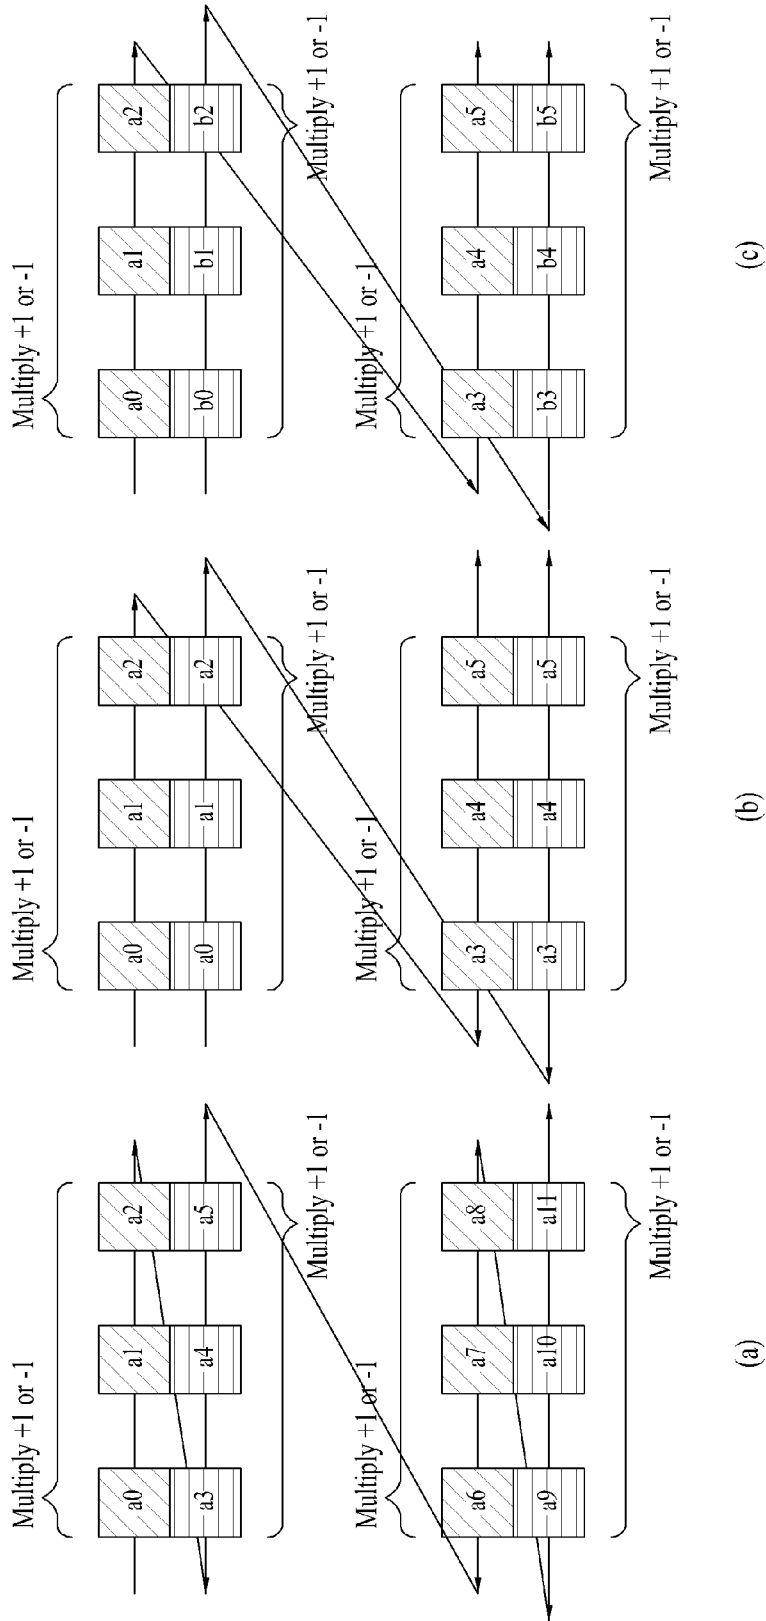 Multiply +1 or -1
a0 a1 a2
a3 a4 a5
Multiply +1 or -1
Multiply +1 or -1
a6 a7 a8
a9 a10 a11
Multiply +1 or -1
(a)
Multiply +1 or -1
a0 a1 a2
a0 a1 a2
Multiply +1 or -1
Multiply +1 or -1
a3 a4 a5
a3 a4 a5
Multiply +1 or -1
(b)
Multiply +1 or -1
a0 a1 a2
b0 b1 b2
Multiply +1 or -1
Multiply +1 or -1
a3 a4 a5
b3 b4 b5
Multiply +1 or -1
(c)